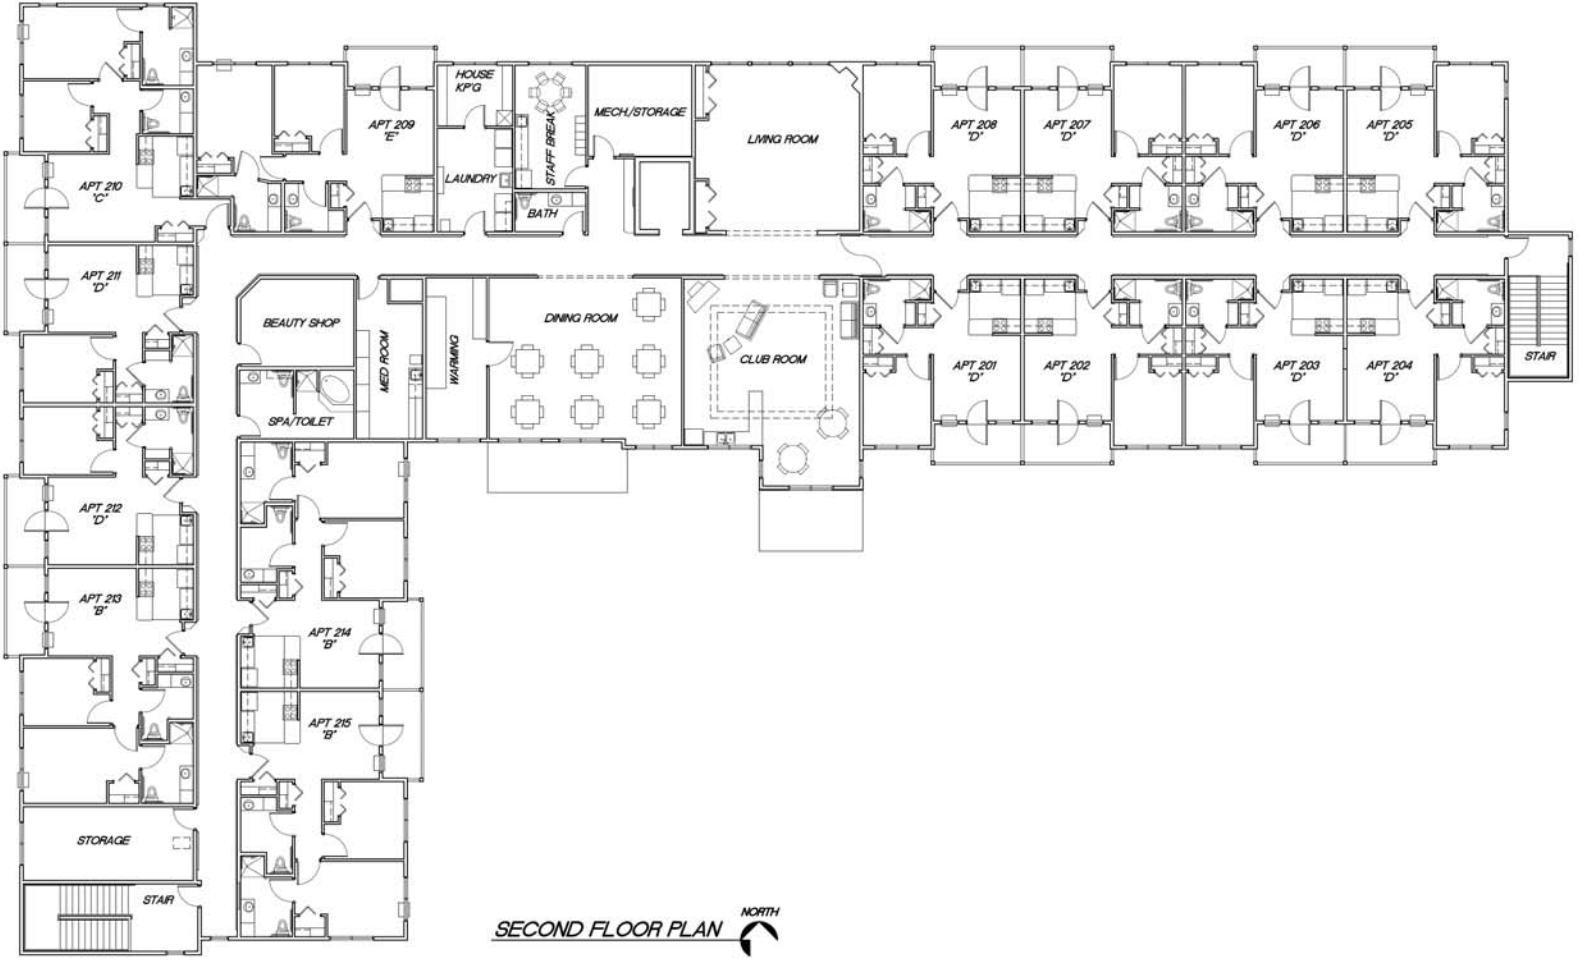 HOUSE
KP'G
APT 209
"E"
STAFF BREAK
MECH./STORAGE
LIVING ROOM
APT 208
"D"
APT 207
"D"
APT 206
"D"
APT 205
"D"
APT 210
"C"
LAUNDRY
BATH
APT 211
"D"
BEAUTY SHOP
MED ROOM
WARMING
DINING ROOM
CLUB ROOM
APT 201
"D"
APT 202
"D"
APT 203
"D"
APT 204
"D"
STAIR
SPA/TOILET
APT 212
"D"
APT 213
"B"
APT 214
"B"
APT 215
"B"
STORAGE
STAIR
SECOND FLOOR PLAN
NORTH